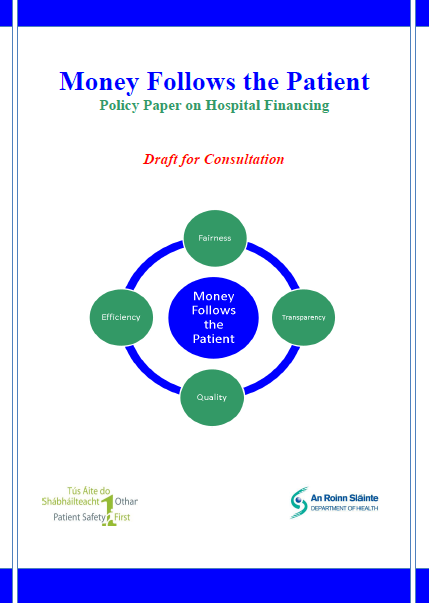 Money Follows the Patient
Policy Paper on Hospital Financing
Draft for Consultation
Fairness
Efficiency
Money
Follows
the
Patient
Transparency
Quality
Tús Áite do
Shábháilteacht
1
Othar
Patient Safety
First
An Roinn Sláinte
DEPARTMENT OF HEALTH